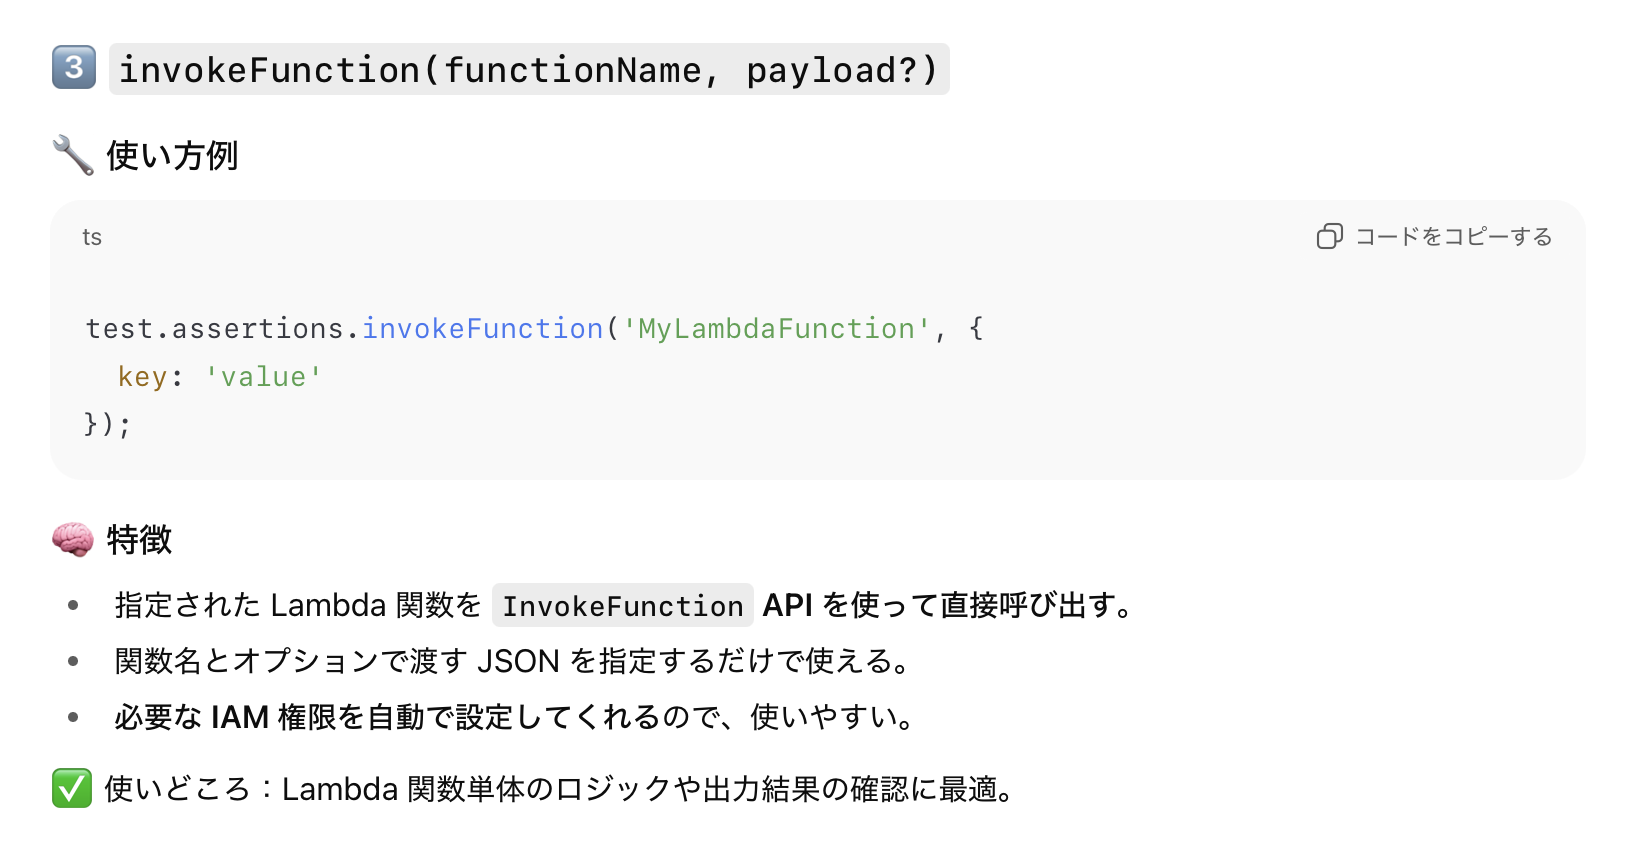 3️⃣ invokeFunction(functionName, payload?)
🔧 使い方例
ts
コードをコピーする
test.assertions.invokeFunction('MyLambdaFunction', {
  key: 'value'
});
🧠 特徴
• 指定された Lambda 関数を InvokeFunction API を使って直接呼び出す。
• 関数名とオプションで渡す JSON を指定するだけで使える。
• 必要な IAM 権限を自動で設定してくれるので、使いやすい。
✅ 使いどころ：Lambda 関数単体のロジックや出力結果の確認に最適。